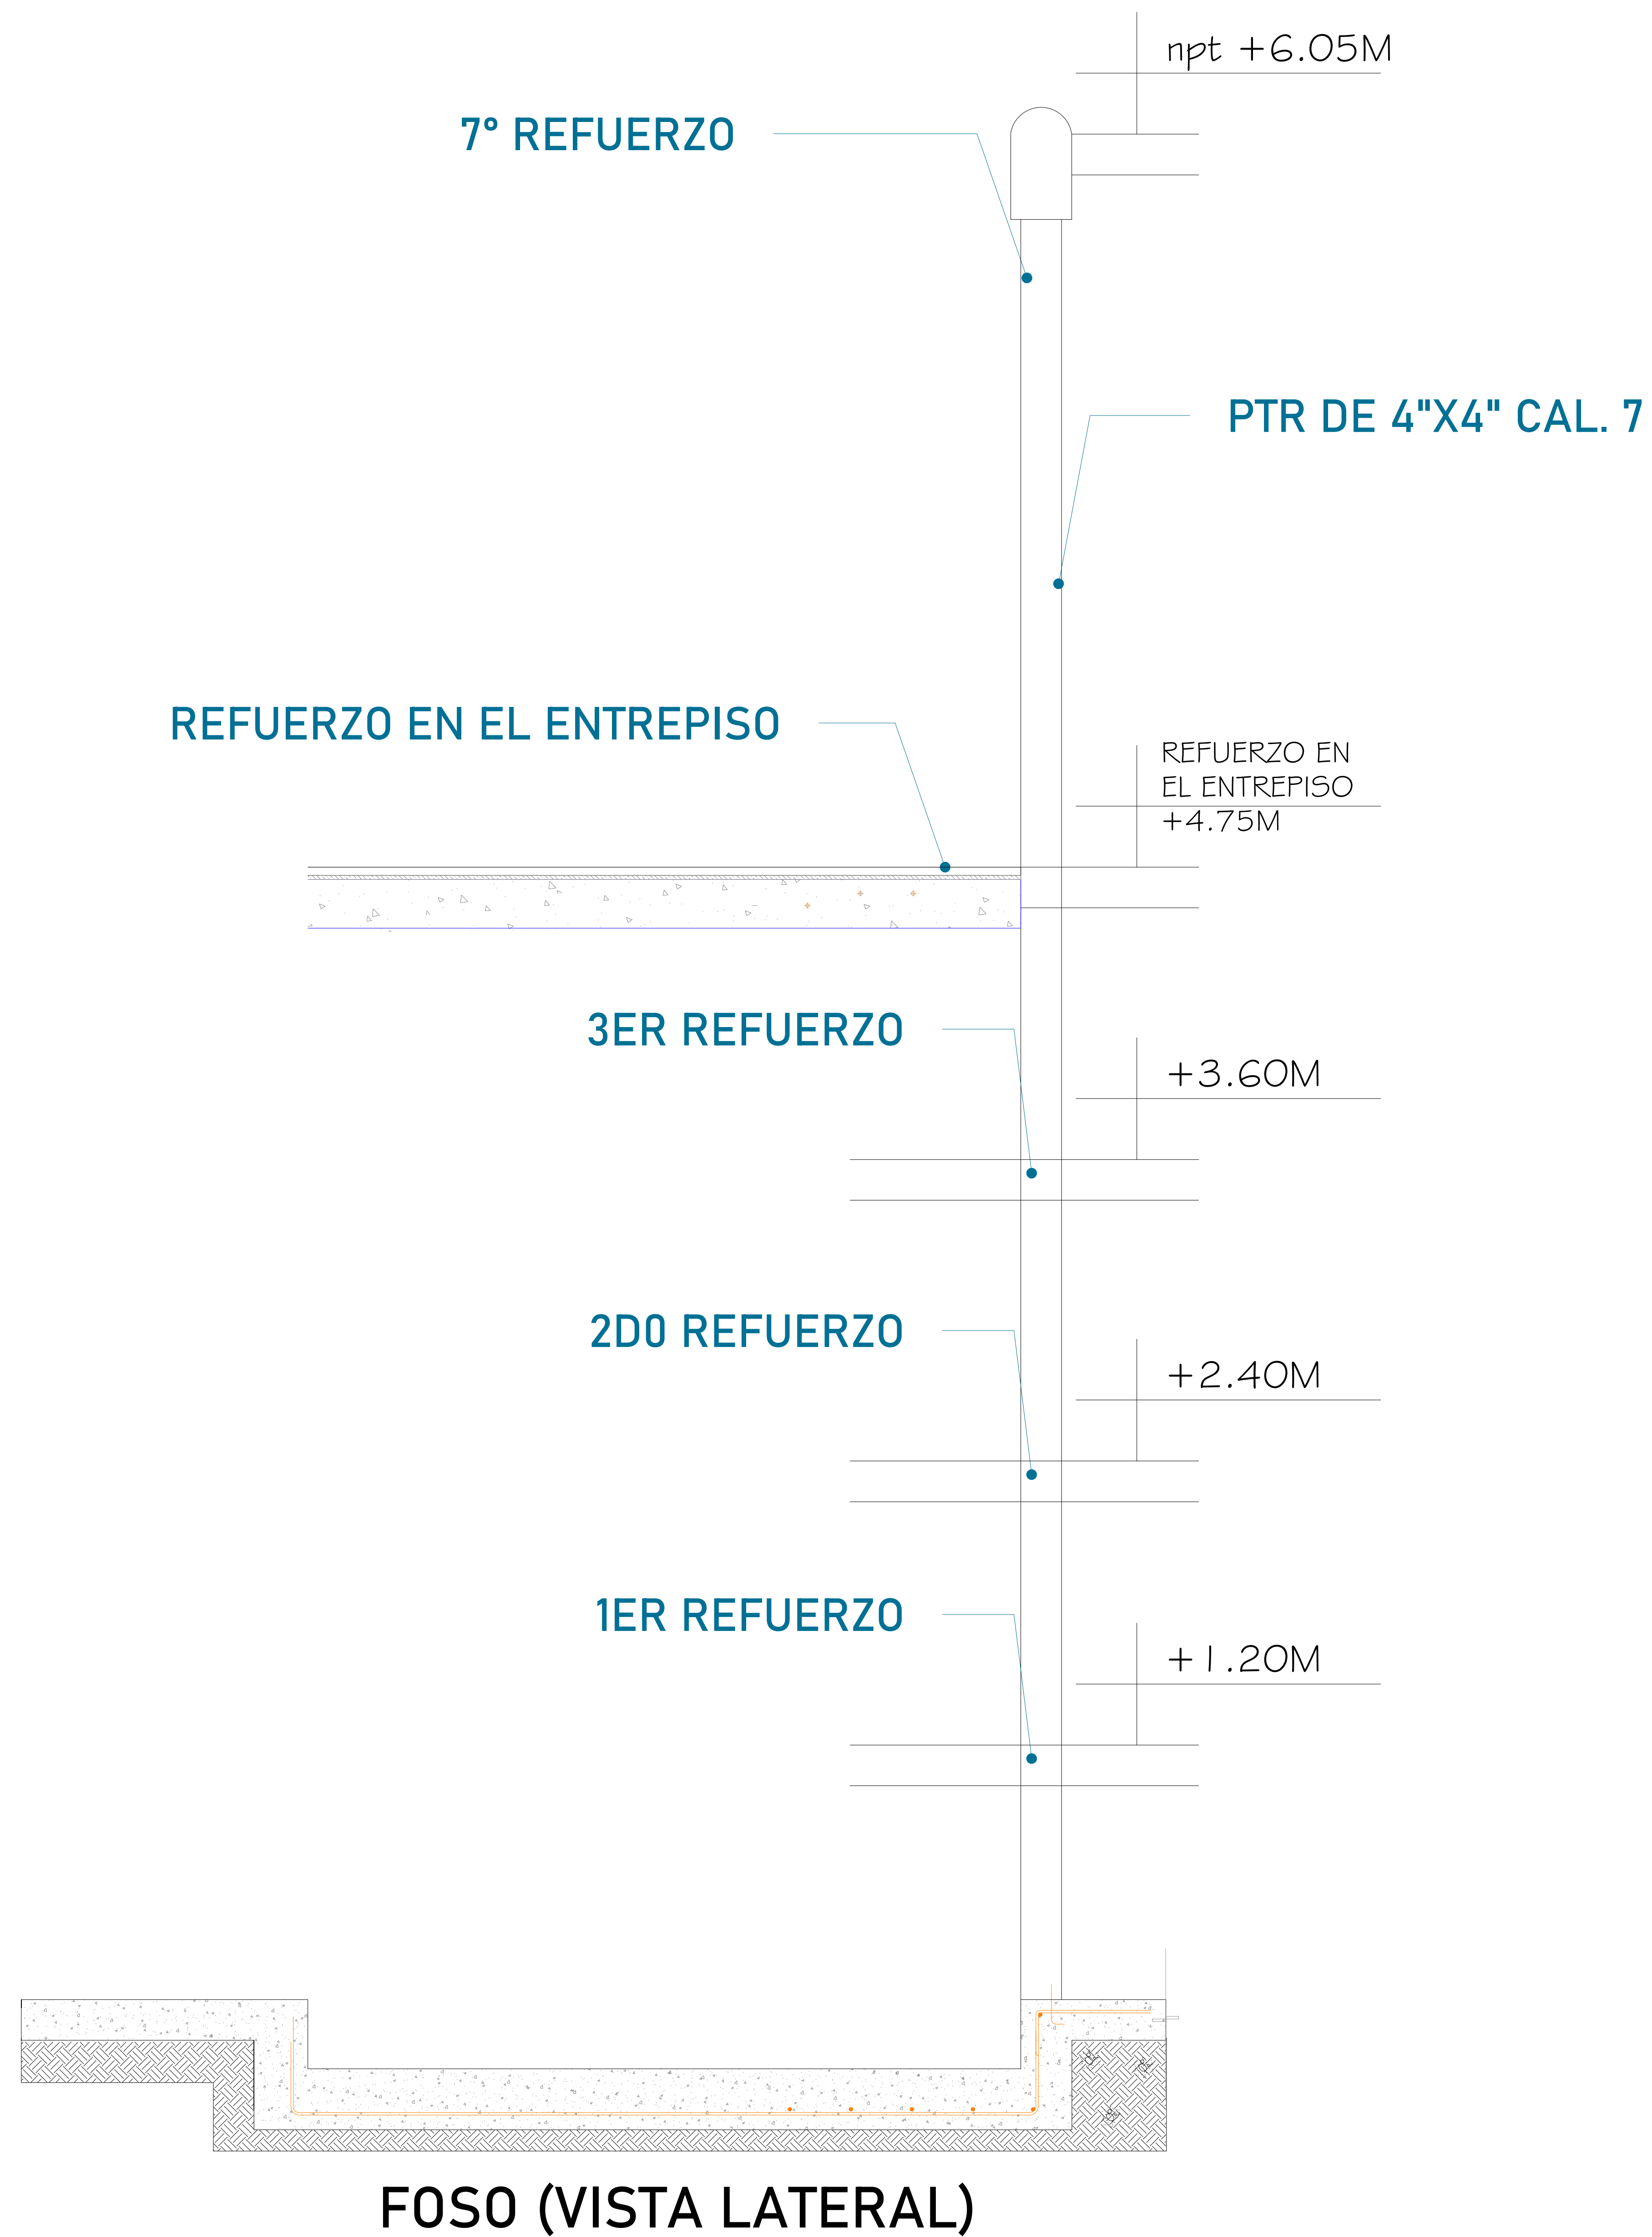 npt +6.05M
7° REFUERZO
PTR DE 4"X4" CAL. 7
REFUERZO EN EL ENTREPISO
REFUERZO EN
EL ENTREPISO
+4.75M
3ER REFUERZO
+3.60M
2D0 REFUERZO
+2.40M
1ER REFUERZO
+1.20M
FOSO (VISTA LATERAL)